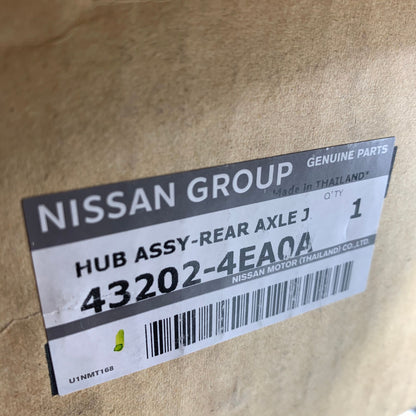 NISSAN GROUP GENUINE PARTS
Made in THAILAND*
HUB ASSY-REAR AXLE J Q'TY 1
43202-4EA0A
NISSAN MOTOR (THAILAND) CO.,LTD.
U1NMT168